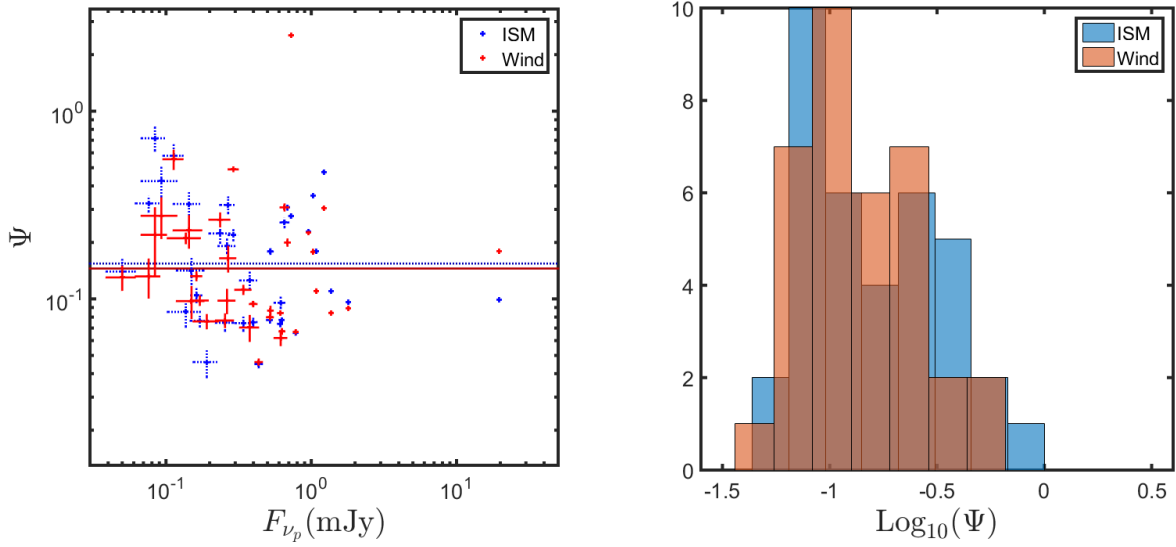 ISM
Wind
10^0
10^-1
Ψ
10^-1
10^0
10^1
F_{ν_p}(mJy)
ISM
Wind
10
8
6
4
2
0
-1.5
-1
-0.5
0
0.5
Log_10(Ψ)